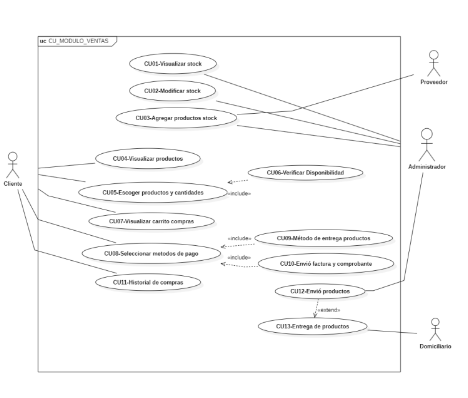 uc CU_MODULO_VENTAS
CU01-Visualizar stock
CU02-Modificar stock
CU03-Agregar productos stock
Proveedor
Administrador
CU04-Visualizar productos
CU06-Verificar Disponibilidad
Cliente
CU05-Escoger productos y cantidades
«include»
CU07-Visualizar carrito compras
«include»
CU09-Método de entrega productos
CU08-Seleccionar metodos de pago
«include»
CU10-Envió factura y comprobante
CU11-Historial de compras
CU12-Envió productos
«extend»
CU13-Entrega de productos
Domiciliario